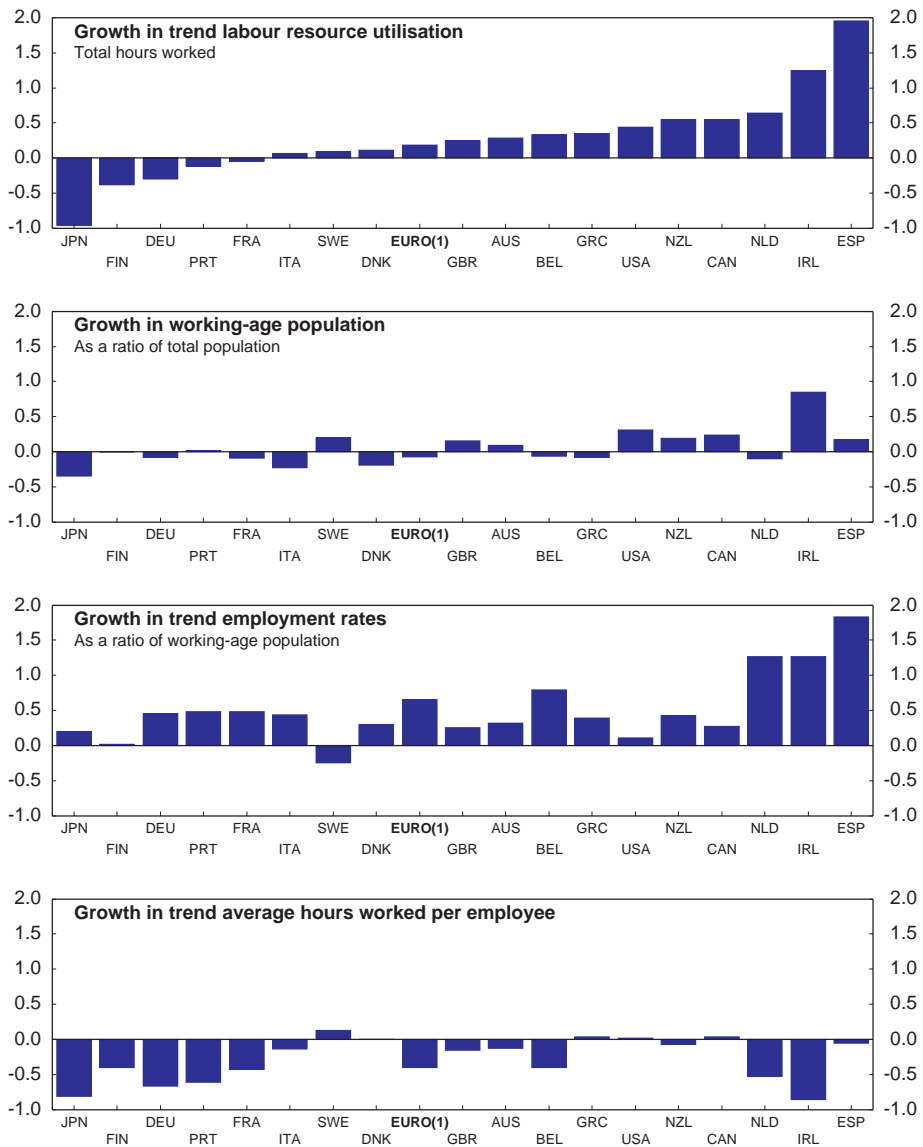 2.0 2.0
Growth in trend labour resource utilisation
Total hours worked
1.5 1.5
1.0 1.0
0.5 0.5
0.0 0.0
-0.5 -0.5
-1.0 -1.0
JPN DEU FRA SWE EURO(1) AUS GRC NZL NLD ESP
FIN PRT ITA DNK GBR BEL USA CAN IRL
2.0 2.0
Growth in working-age population
As a ratio of total population
1.5 1.5
1.0 1.0
0.5 0.5
0.0 0.0
-0.5 -0.5
-1.0 -1.0
JPN DEU FRA SWE EURO(1) AUS GRC NZL NLD ESP
FIN PRT ITA DNK GBR BEL USA CAN IRL
2.0 2.0
Growth in trend employment rates
As a ratio of working-age population
1.5 1.5
1.0 1.0
0.5 0.5
0.0 0.0
-0.5 -0.5
-1.0 -1.0
JPN DEU FRA SWE EURO(1) AUS GRC NZL NLD ESP
FIN PRT ITA DNK GBR BEL USA CAN IRL
2.0 2.0
Growth in trend average hours worked per employee
1.5 1.5
1.0 1.0
0.5 0.5
0.0 0.0
-0.5 -0.5
-1.0 -1.0
JPN DEU FRA SWE EURO(1) AUS GRC NZL NLD ESP
FIN PRT ITA DNK GBR BEL USA CAN IRL